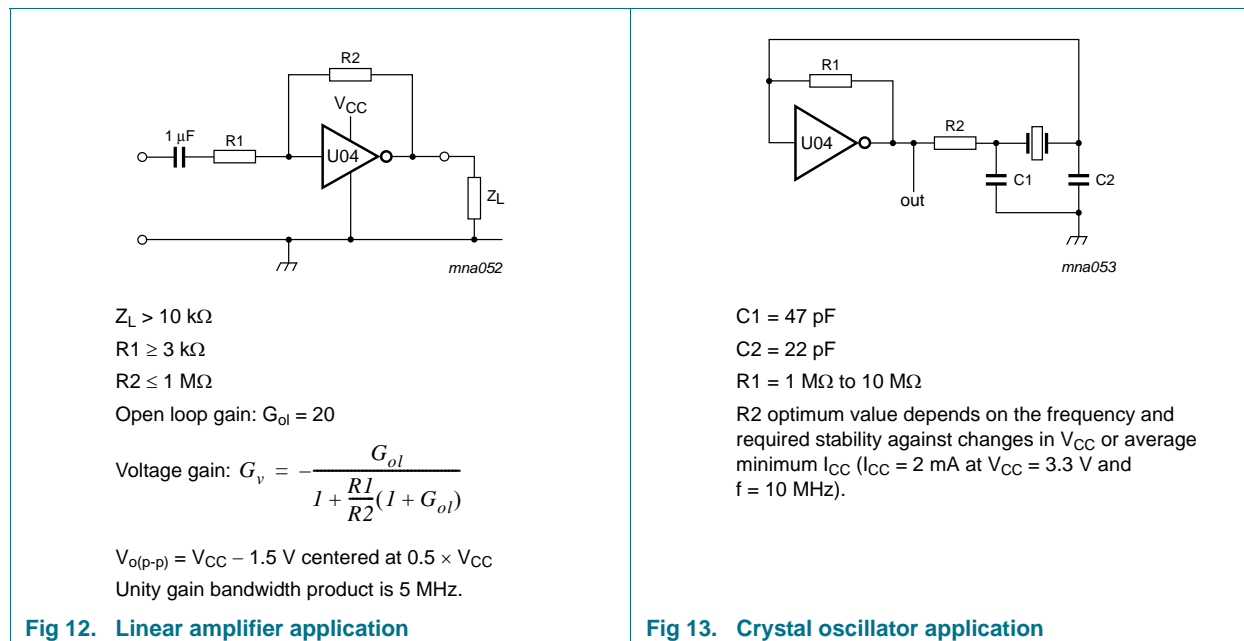 R2
V_CC
1 μF
R1
U04
Z_L
mna052
Z_L > 10 kΩ
R1 ≥ 3 kΩ
R2 ≤ 1 MΩ
Open loop gain: G_ol = 20
Voltage gain: G_v = − G_ol / (1 + R1/R2 (1 + G_ol))
V_o(p-p) = V_CC − 1.5 V centered at 0.5 × V_CC
Unity gain bandwidth product is 5 MHz.
Fig 12. Linear amplifier application
R1
R2
U04
out
C1
C2
mna053
C1 = 47 pF
C2 = 22 pF
R1 = 1 MΩ to 10 MΩ
R2 optimum value depends on the frequency and
required stability against changes in V_CC or average
minimum I_CC (I_CC = 2 mA at V_CC = 3.3 V and
f = 10 MHz).
Fig 13. Crystal oscillator application